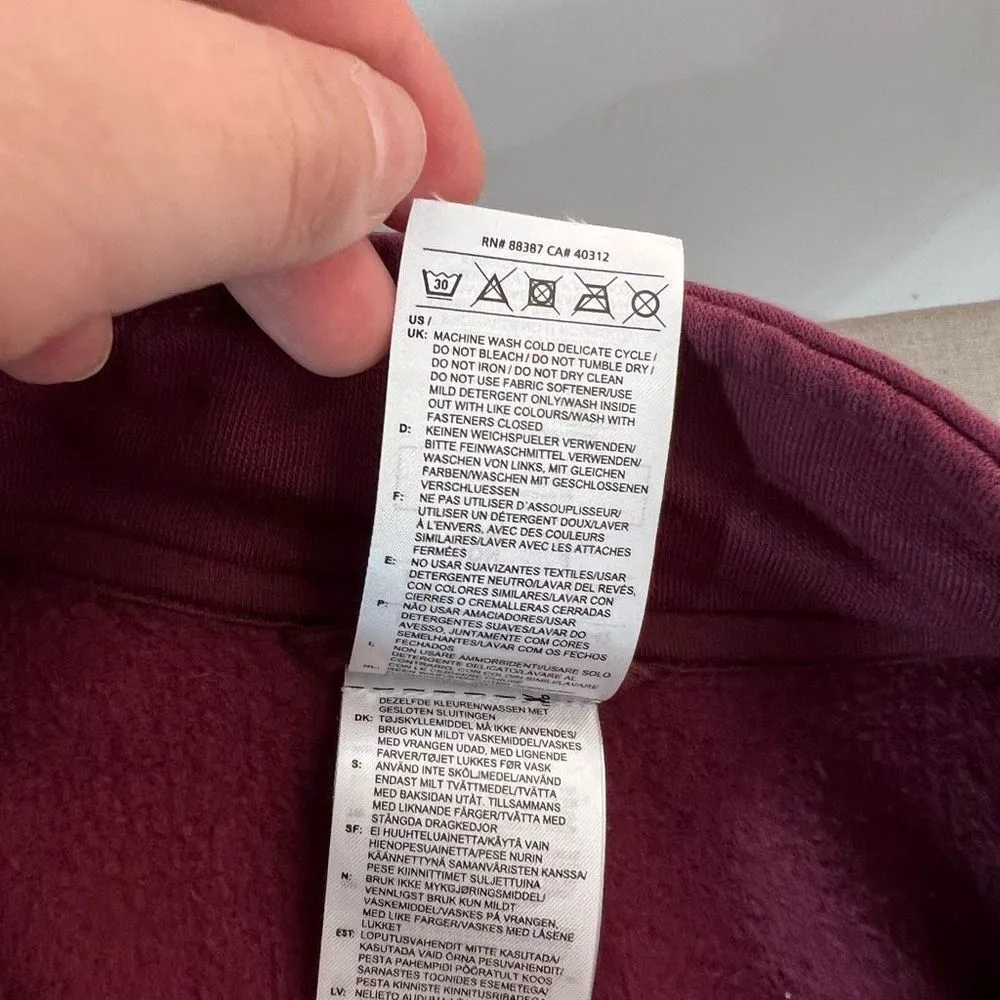 RN# 88387 CA# 40312
30
US /
UK: MACHINE WASH COLD DELICATE CYCLE /
DO NOT BLEACH / DO NOT TUMBLE DRY /
DO NOT IRON / DO NOT DRY CLEAN
DO NOT USE FABRIC SOFTENER/USE
MILD DETERGENT ONLY/WASH INSIDE
OUT WITH LIKE COLOURS/WASH WITH
FASTENERS CLOSED
D: KEINEN WEICHSPUELER VERWENDEN/
BITTE FEINWASCHMITTEL VERWENDEN/
WASCHEN VON LINKS, MIT GLEICHEN
FARBEN/WASCHEN MIT GESCHLOSSENEN
VERSCHLUESSEN
F: NE PAS UTILISER D'ASSOUPLISSEUR/
UTILISER UN DÉTERGENT DOUX/LAVER
À L'ENVERS, AVEC DES COULEURS
SIMILAIRES/LAVER AVEC LES ATTACHES
FERMÉES
E: NO USAR SUAVIZANTES TEXTILES/USAR
DETERGENTE NEUTRO/LAVAR DEL REVÉS,
CON COLORES SIMILARES/LAVAR CON
CIERRES O CREMALLERAS CERRADAS
P: NÃO USAR AMACIADORES/USAR
DETERGENTES SUAVES/LAVAR DO
AVESSO, JUNTAMENTE COM CORES
SEMELHANTES/LAVAR COM OS FECHOS
FECHADOS
I: NON USARE AMMORBIDENTI/USARE SOLO
DETERGENTE DELICATO/LAVARE AL
CONTRARIO, CON COLORI SIMILI/LAVARE
DEZELFDE KLEUREN/WASSEN MET
GESLOTEN SLUITINGEN
DK: TØJSKYLLEMIDDEL MÅ IKKE ANVENDES/
BRUG KUN MILDT VASKEMIDDEL/VASKES
MED VRANGEN UDAD, MED LIGNENDE
FARVER/TØJET LUKKES FØR VASK
S: ANVÄND INTE SKÖLJMEDEL/ANVÄND
ENDAST MILT TVÄTTMEDEL/TVÄTTA
MED BAKSIDAN UTÅT, TILLSAMMANS
MED LIKNANDE FÄRGER/TVÄTTA MED
STÄNGDA DRAGKEDJOR
SF: EI HUUHTELUAINETTA/KÄYTÄ VAIN
HIENOPESUAINETTA/PESE NURIN
KÄÄNNETTYNÄ SAMANVÄRISTEN KANSSA/
PESE KIINNITTIMET SULJETTUINA
N: BRUK IKKE MYKGJØRINGSMIDDEL/
VENNLIGST BRUK KUN MILDT
VASKEMIDDEL/VASKES PÅ VRANGEN,
MED LIKE FARGER/VASKES MED LÅSENE
LUKKET
EST: LOPUTUSVAHENDIT MITTE KASUTADA/
KASUTADA VAID ÕRNA PESUVAHENDIT/
PESTA PAHEMPIDI PÖÖRATULT KOOS
SARNASTES TOONIDES ESEMETEGA/
PESTA KINNISTE
LV: NELIETO